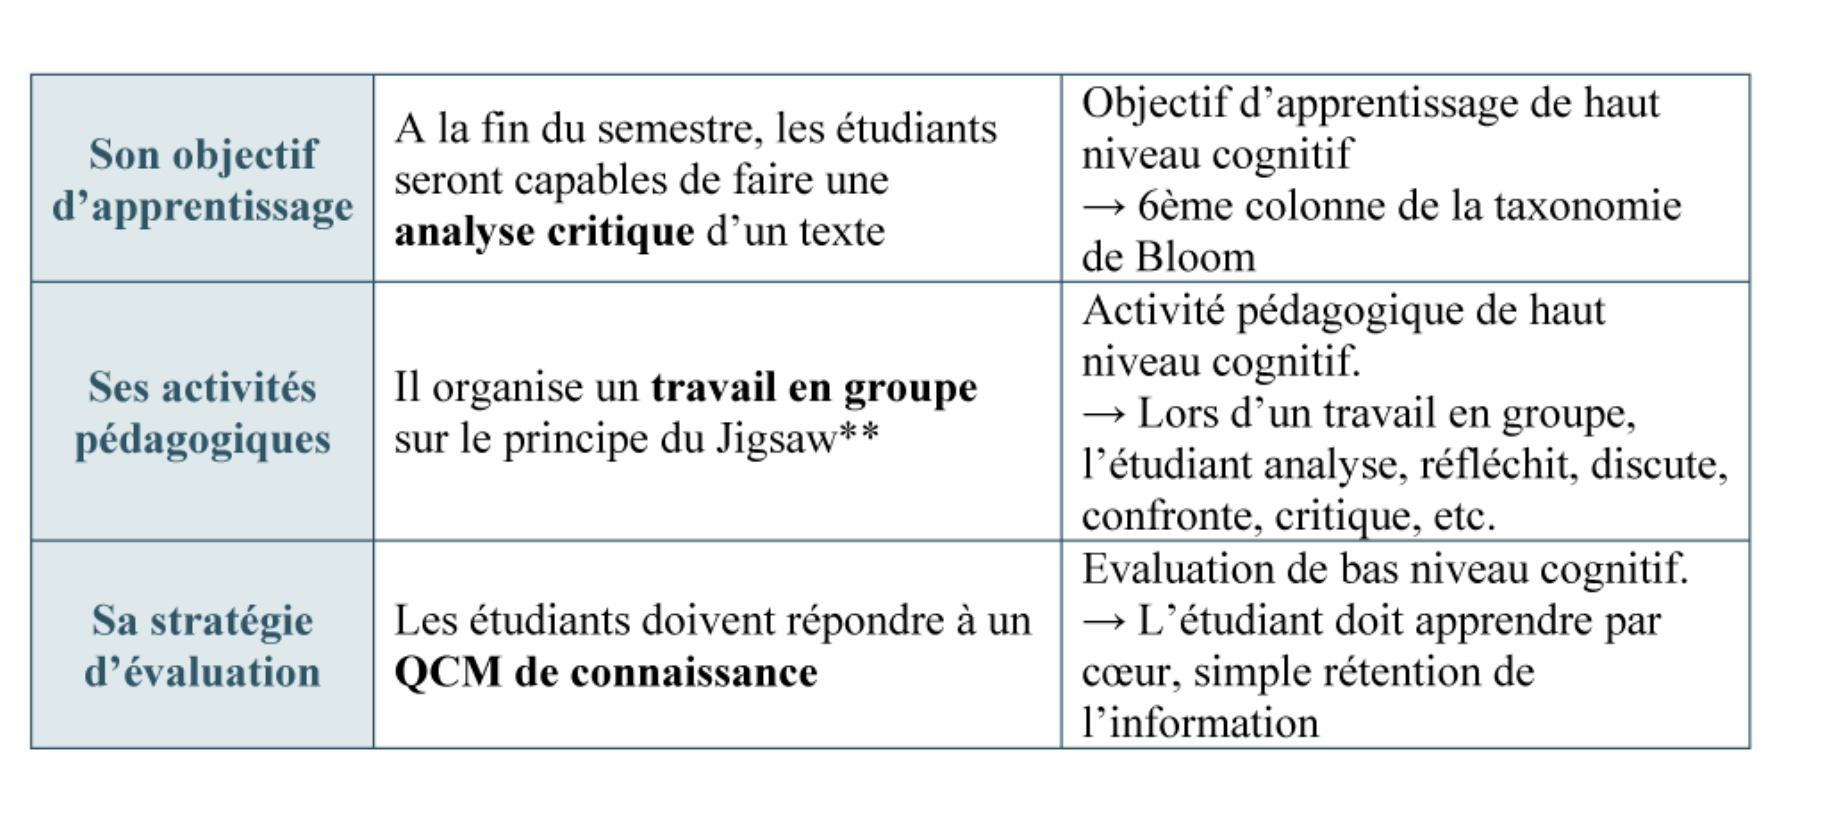 Son objectif
d’apprentissage
A la fin du semestre, les étudiants
seront capables de faire une
analyse critique d’un texte
Objectif d’apprentissage de haut
niveau cognitif
→ 6ème colonne de la taxonomie
de Bloom
Ses activités
pédagogiques
Il organise un travail en groupe
sur le principe du Jigsaw**
Activité pédagogique de haut
niveau cognitif.
→ Lors d’un travail en groupe,
l’étudiant analyse, réfléchit, discute,
confronte, critique, etc.
Sa stratégie
d’évaluation
Les étudiants doivent répondre à un
QCM de connaissance
Evaluation de bas niveau cognitif.
→ L’étudiant doit apprendre par
cœur, simple rétention de
l’information